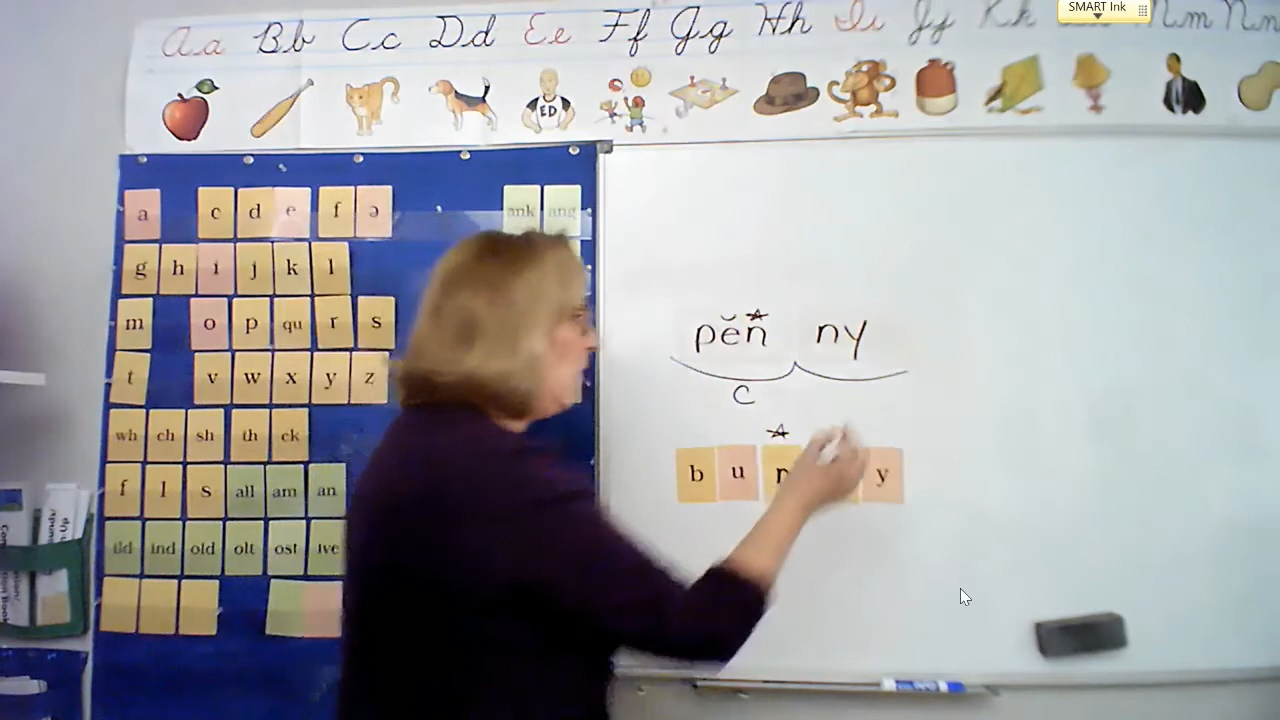 SMART Ink
Aa Bb Cc Dd Ee Ff Gg Hh Ii Jj Kk Mm Nn
ED
a c d e f ə ank ang
g h i j k l
m o p qu r s
t v w x y z
wh ch sh th ck
f l s all am an
ild ind old olt ost ive
pĕn ny
c
b u n y